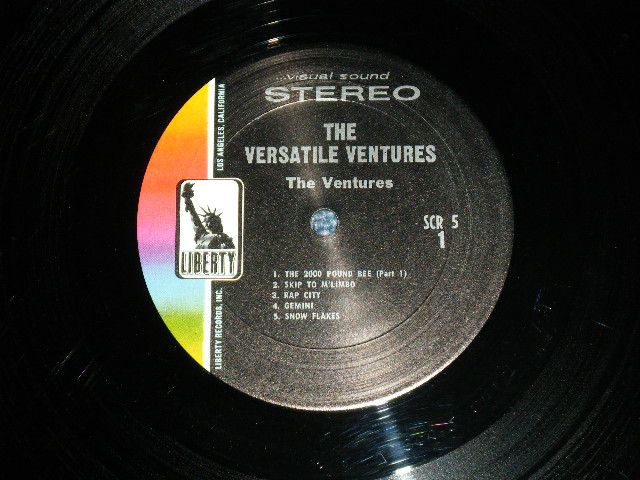 ...visual sound
STEREO
THE
VERSATILE VENTURES
The Ventures
SCR 5
1
1. THE 2000 POUND BEE (Part 1)
2. SKIP TO M'LIMBO
3. RAP CITY
4. GEMINI
5. SNOW FLAKES
LIBERTY
LIBERTY RECORDS, INC. LOS ANGELES, CALIFORNIA